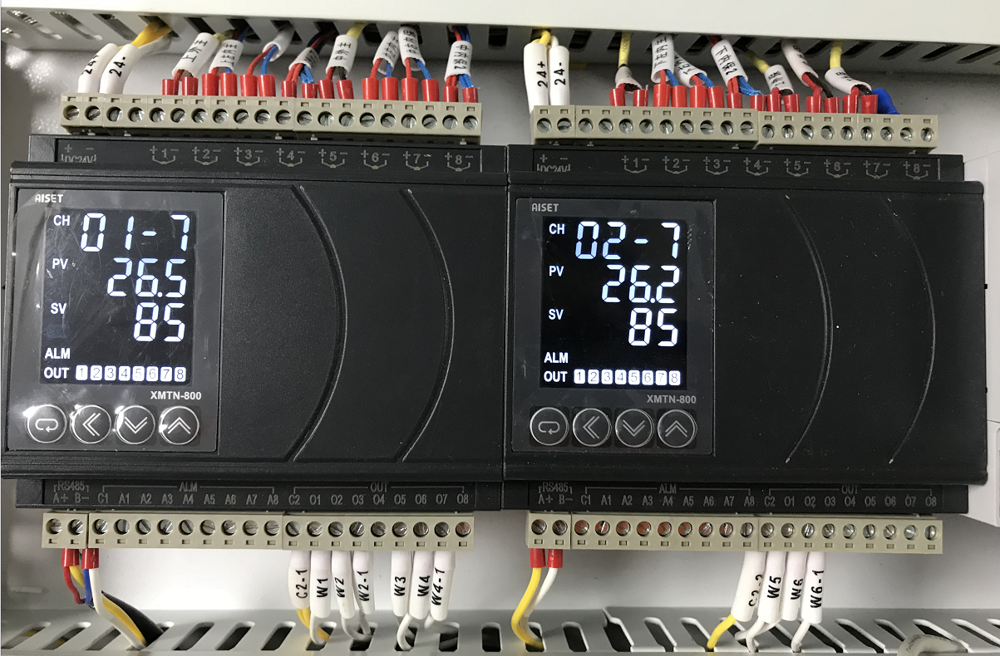 24+
24-
24+
24-
下内2
+ -
DC24V
+1- +2- +3- +4- +5- +6- +7- +8-
+ -
DC24V
+1- +2- +3- +4- +5- +6- +7- +8-
AISET
CH 01-7
PV 26.5
SV 85
ALM
OUT 1 2 3 4 5 6 7 8
XMTN-800
AISET
CH 02-7
PV 26.2
SV 85
ALM
OUT 1 2 3 4 5 6 7 8
XMTN-800
RS485 ALM OUT
A+ B- C1 A1 A2 A3 A4 A5 A6 A7 A8 C2 O1 O2 O3 O4 O5 O6 O7 O8
RS485 ALM OUT
A+ B- C1 A1 A2 A3 A4 A5 A6 A7 A8 C2 O1 O2 O3 O4 O5 O6 O7 O8
C2-1
W1
W2
W2-1
W3
W4
W4-1
C2-2
W5
W6
W6-1